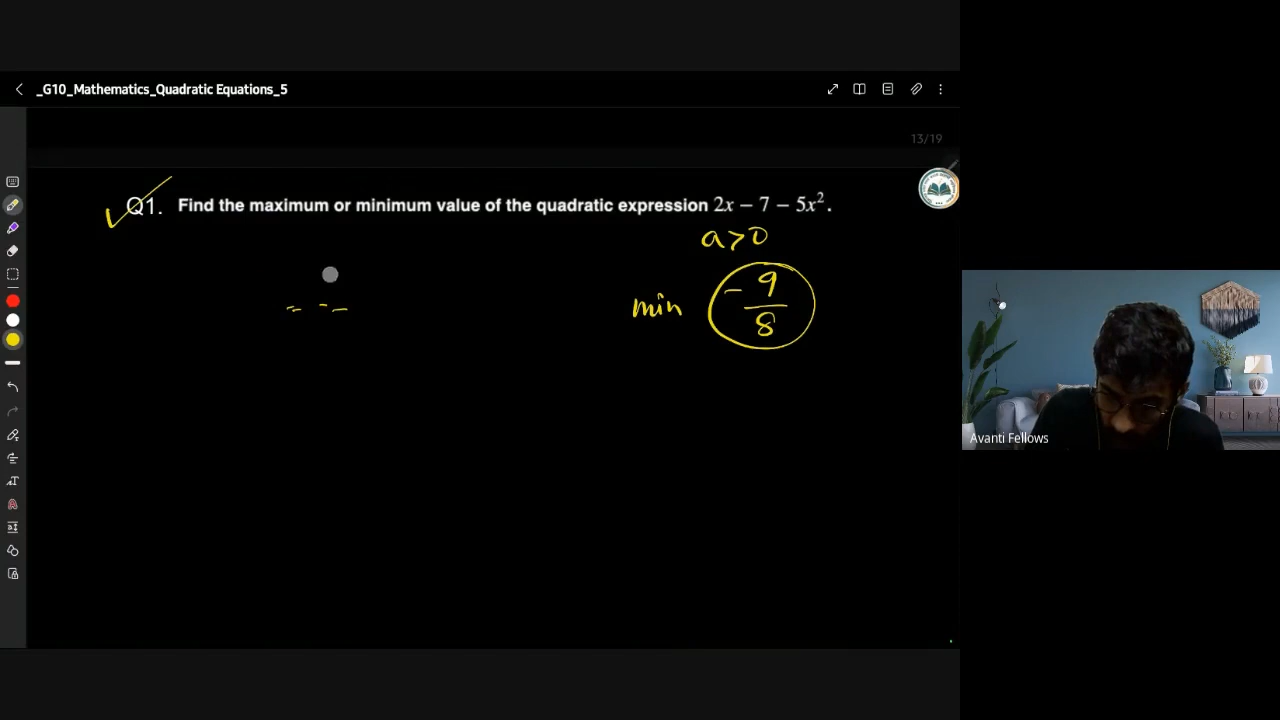 _G10_Mathematics_Quadratic Equations_5
13/19
Q1. Find the maximum or minimum value of the quadratic expression 2x − 7 − 5x².
a > 0
min − 9/8
Avanti Fellows